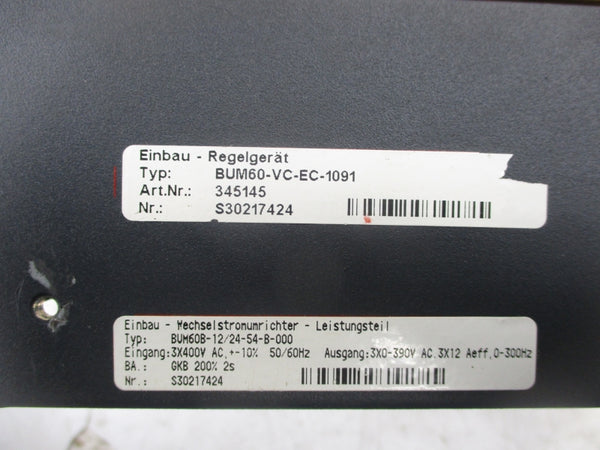 Einbau - Regelgerät
Typ: BUM60-VC-EC-1091
Art.Nr.: 345145
Nr.: S30217424
Einbau - Wechselstromumrichter - Leistungsteil
Typ: BUM60B-12/24-54-B-000
Eingang:3X400V AC,+-10% 50/60Hz Ausgang:3X0-390V AC.3X12 Aeff,0-300Hz
BA.: GKB 200% 2s
Nr.: S30217424